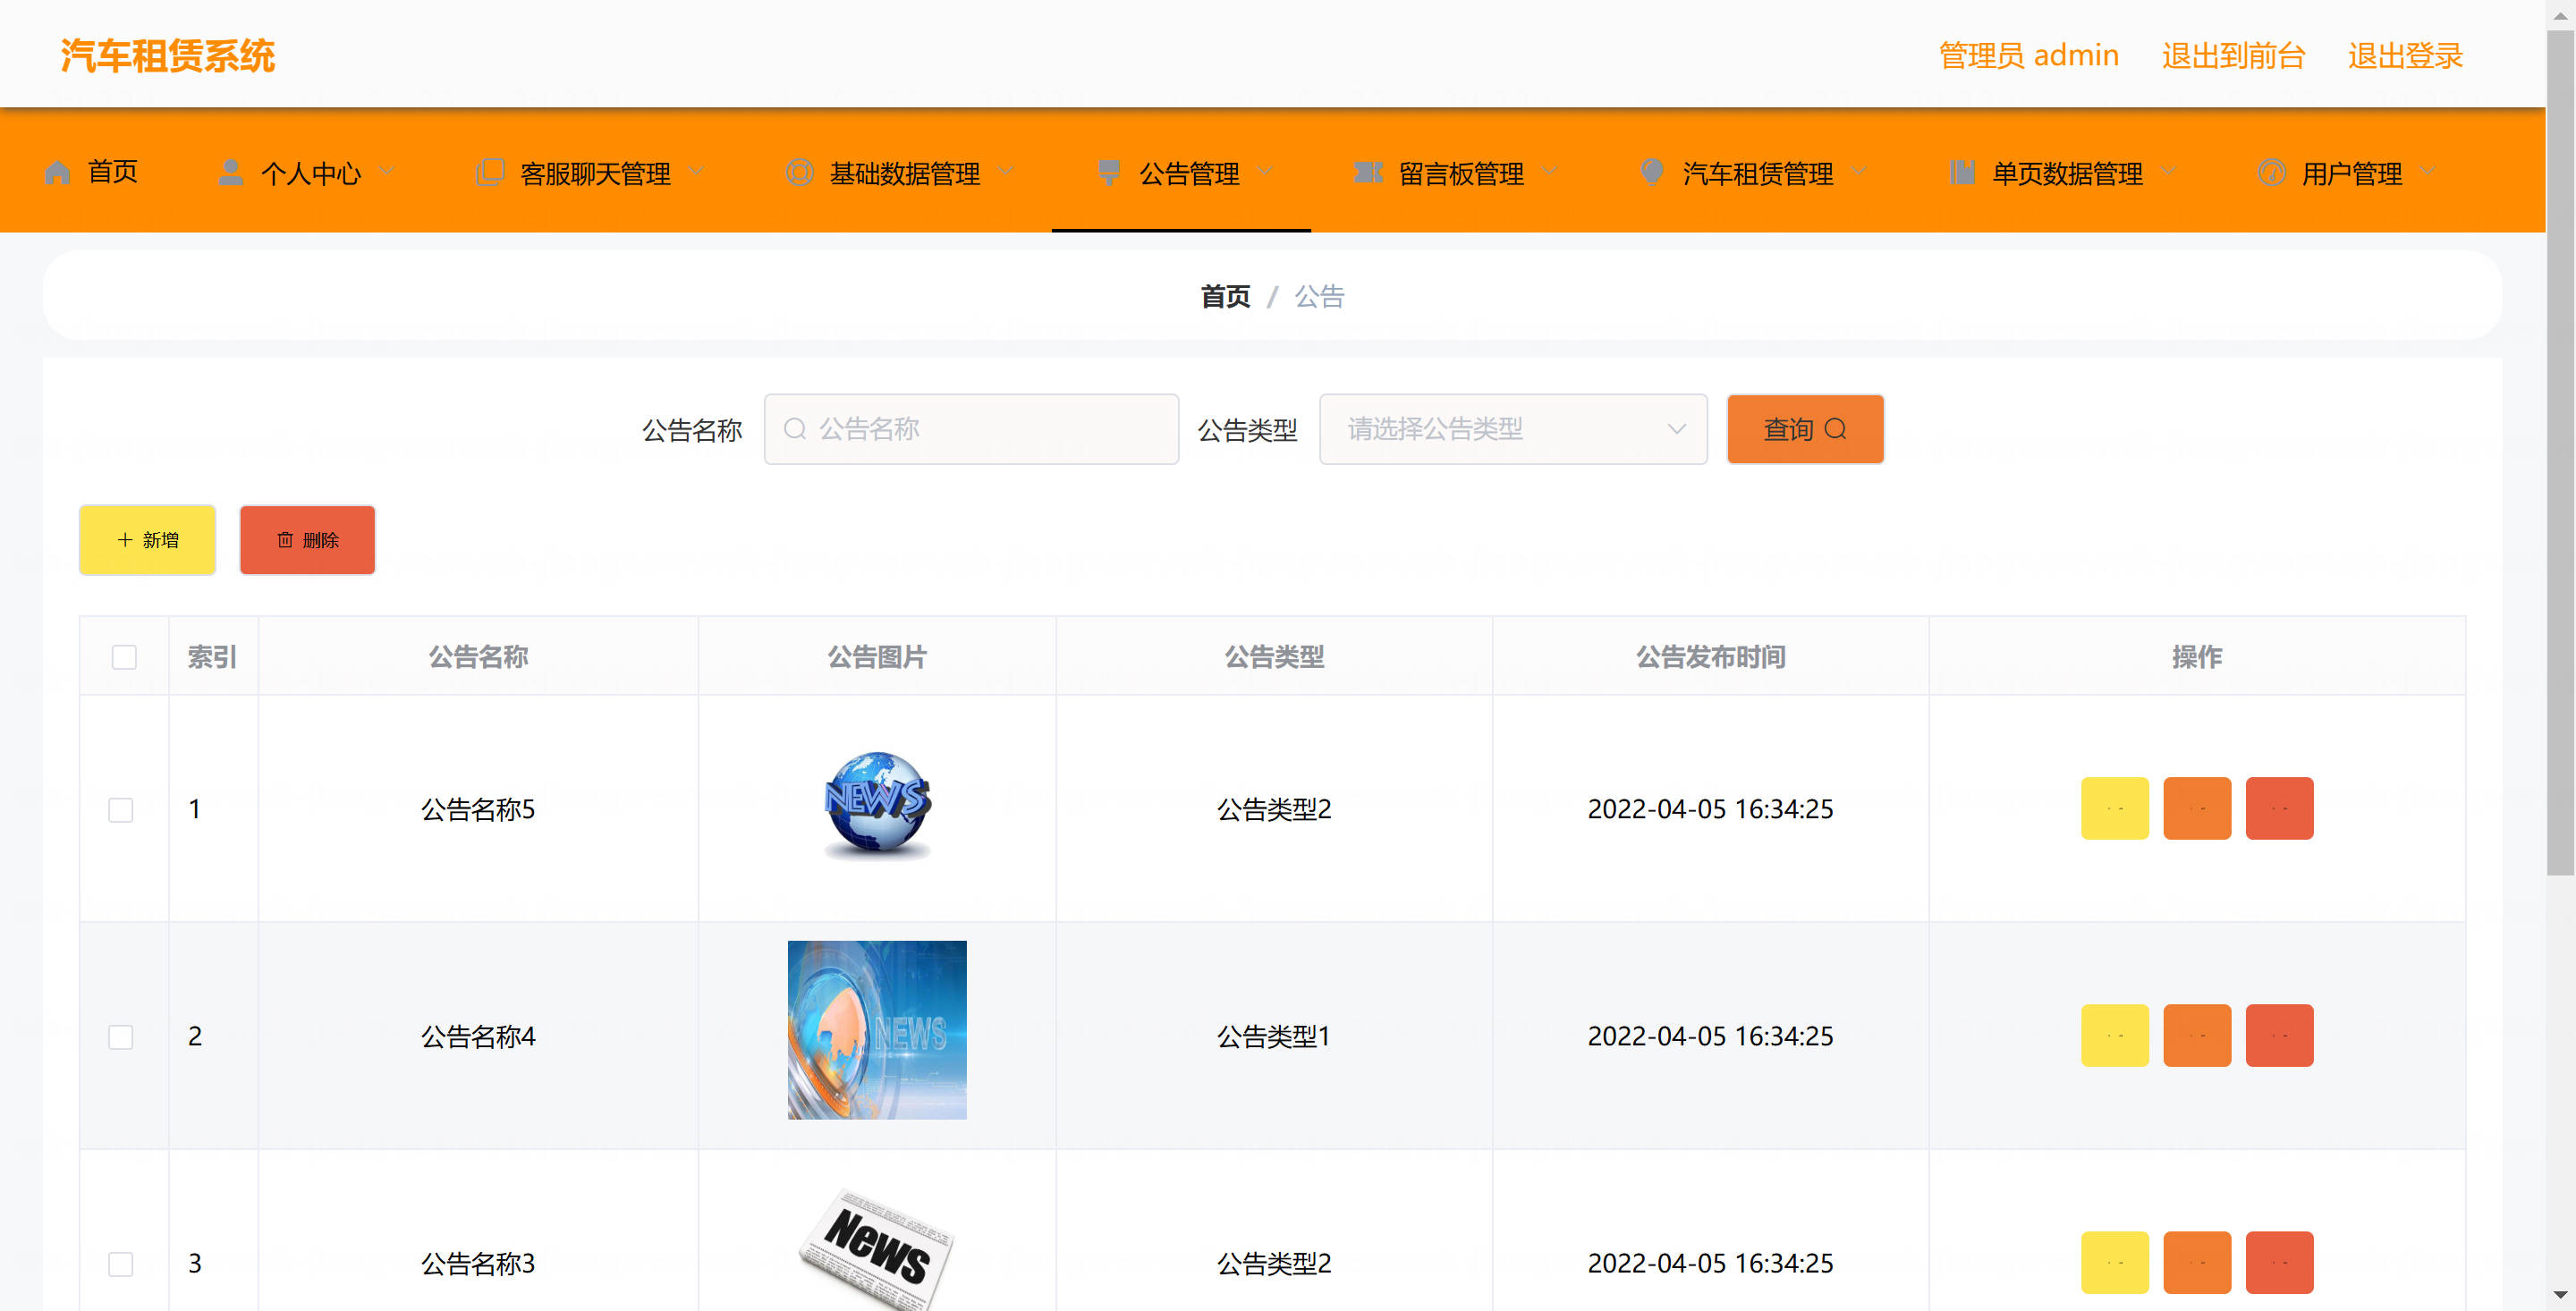 汽车租赁系统
管理员 admin 退出到前台 退出登录
首页 个人中心 客服聊天管理 基础数据管理 公告管理 留言板管理 汽车租赁管理 单页数据管理 用户管理
首页 / 公告
公告名称 公告名称 公告类型 请选择公告类型 查询
新增 删除
索引 公告名称 公告图片 公告类型 公告发布时间 操作
1 公告名称5 NEWS 公告类型2 2022-04-05 16:34:25
2 公告名称4 NEWS 公告类型1 2022-04-05 16:34:25
3 公告名称3 News 公告类型2 2022-04-05 16:34:25